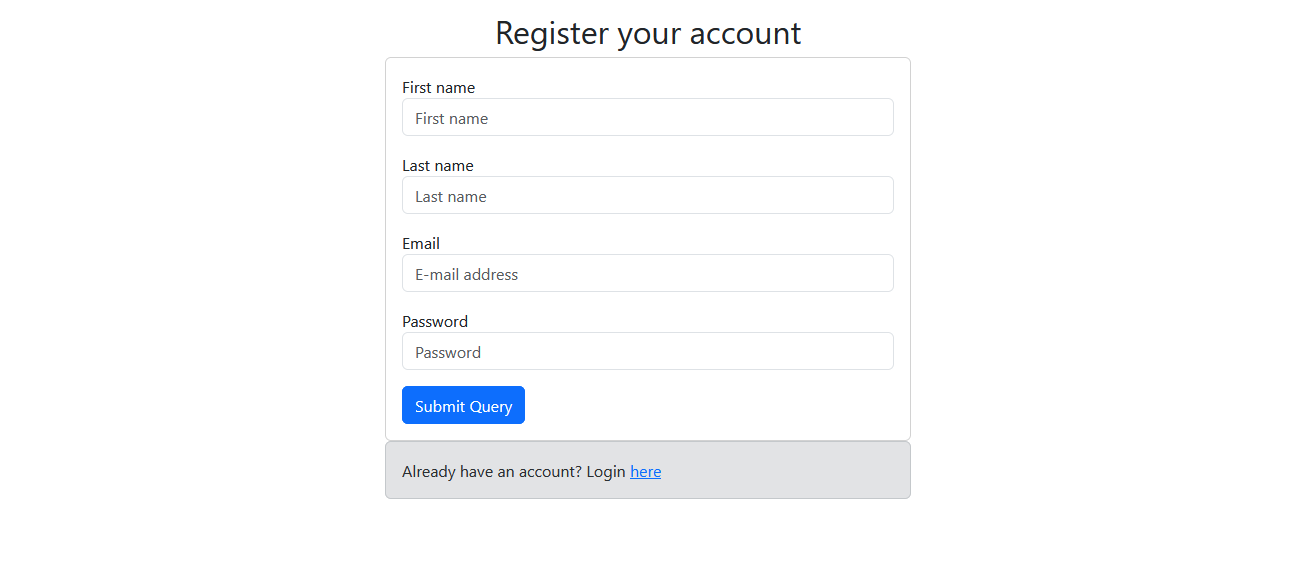 Register your account
First name
First name
Last name
Last name
Email
E-mail address
Password
Password
Submit Query
Already have an account? Login here